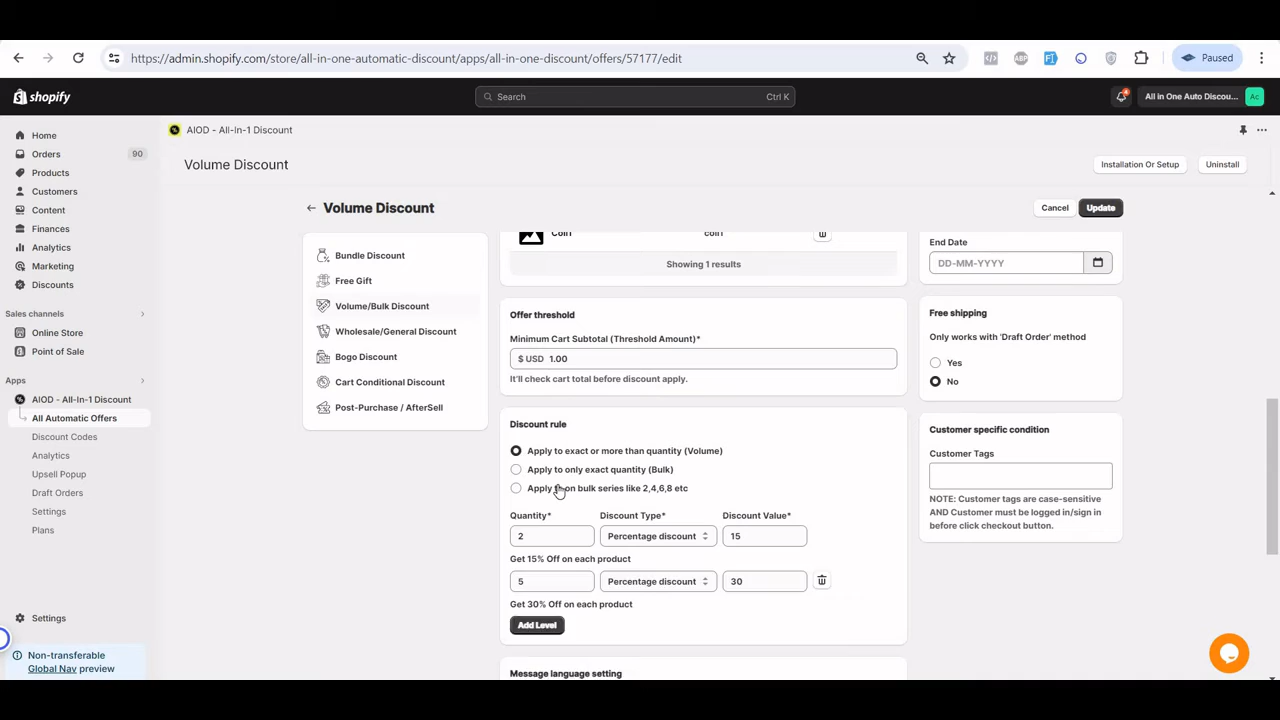 https://admin.shopify.com/store/all-in-one-automatic-discount/apps/all-in-one-discount/offers/57177/edit
Paused
shopify
Search
Ctrl K
All in One Auto Discou...
Ac
Home
Orders
90
Products
Customers
Content
Finances
Analytics
Marketing
Discounts
Sales channels
Online Store
Point of Sale
Apps
AIOD - All-In-1 Discount
All Automatic Offers
Discount Codes
Analytics
Upsell Popup
Draft Orders
Settings
Plans
Settings
Non-transferable
Global Nav preview
AIOD - All-In-1 Discount
Volume Discount
Installation Or Setup
Uninstall
Volume Discount
Cancel
Update
Bundle Discount
Free Gift
Volume/Bulk Discount
Wholesale/General Discount
Bogo Discount
Cart Conditional Discount
Post-Purchase / AfterSell
Showing 1 results
Offer threshold
Minimum Cart Subtotal (Threshold Amount)*
$ USD 1.00
It'll check cart total before discount apply.
Discount rule
Apply to exact or more than quantity (Volume)
Apply to only exact quantity (Bulk)
Apply on bulk series like 2,4,6,8 etc
Quantity*
Discount Type*
Discount Value*
2
Percentage discount
15
Get 15% Off on each product
5
Percentage discount
30
Get 30% Off on each product
Add Level
Message language setting
End Date
DD-MM-YYYY
Free shipping
Only works with 'Draft Order' method
Yes
No
Customer specific condition
Customer Tags
NOTE: Customer tags are case-sensitive
AND Customer must be logged in/sign in
before click checkout button.